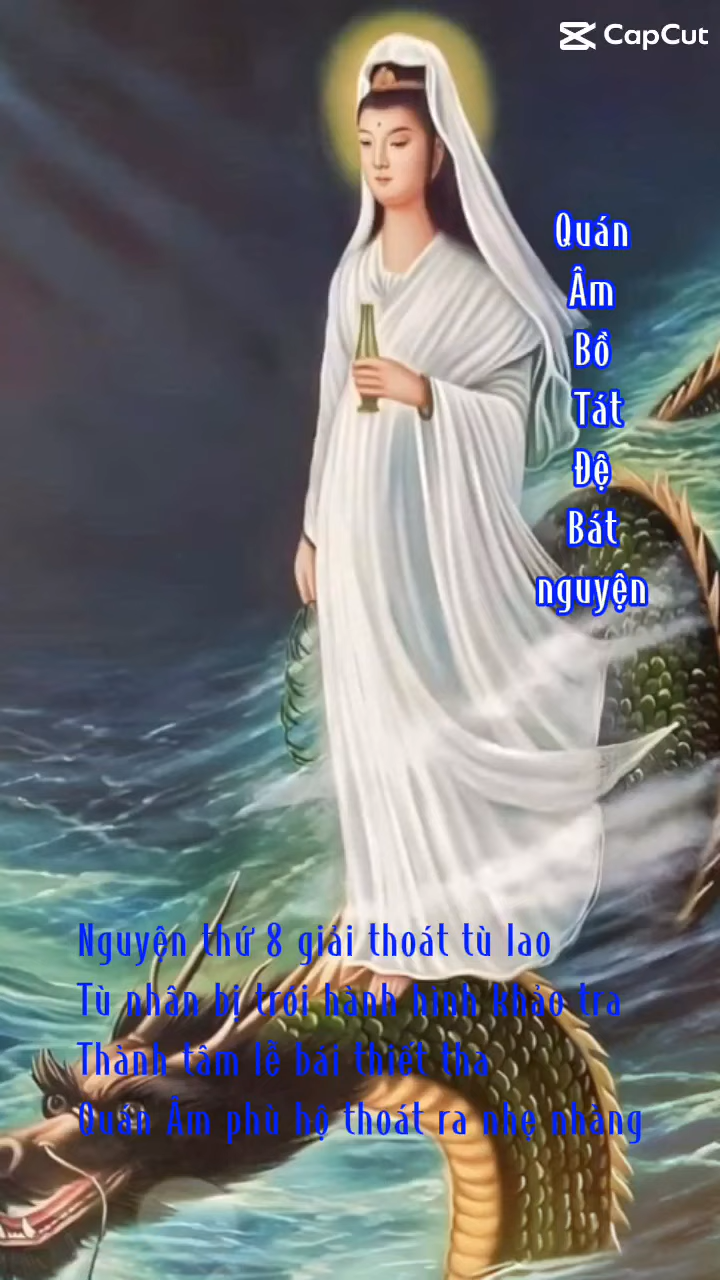 CapCut
Quán
Âm
Bồ
Tát
Đệ
Bát
nguyện
Nguyện thứ 8 giải thoát tù lao
Tù nhân bị trói hành hình khảo tra
Thành tâm lễ bái thiết tha
Quán Âm phù hộ thoát ra nhẹ nhàng